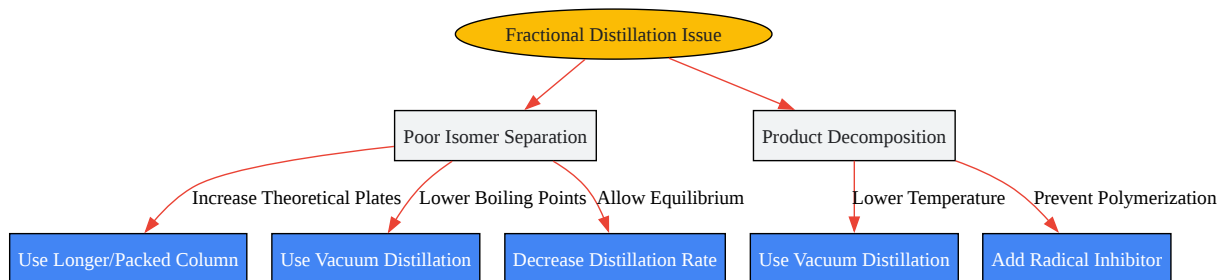 Fractional Distillation Issue
Poor Isomer Separation
Product Decomposition
Increase Theoretical Plates
Lower Boiling Points
Allow Equilibrium
Lower Temperature
Prevent Polymerization
Use Longer/Packed Column
Use Vacuum Distillation
Decrease Distillation Rate
Use Vacuum Distillation
Add Radical Inhibitor